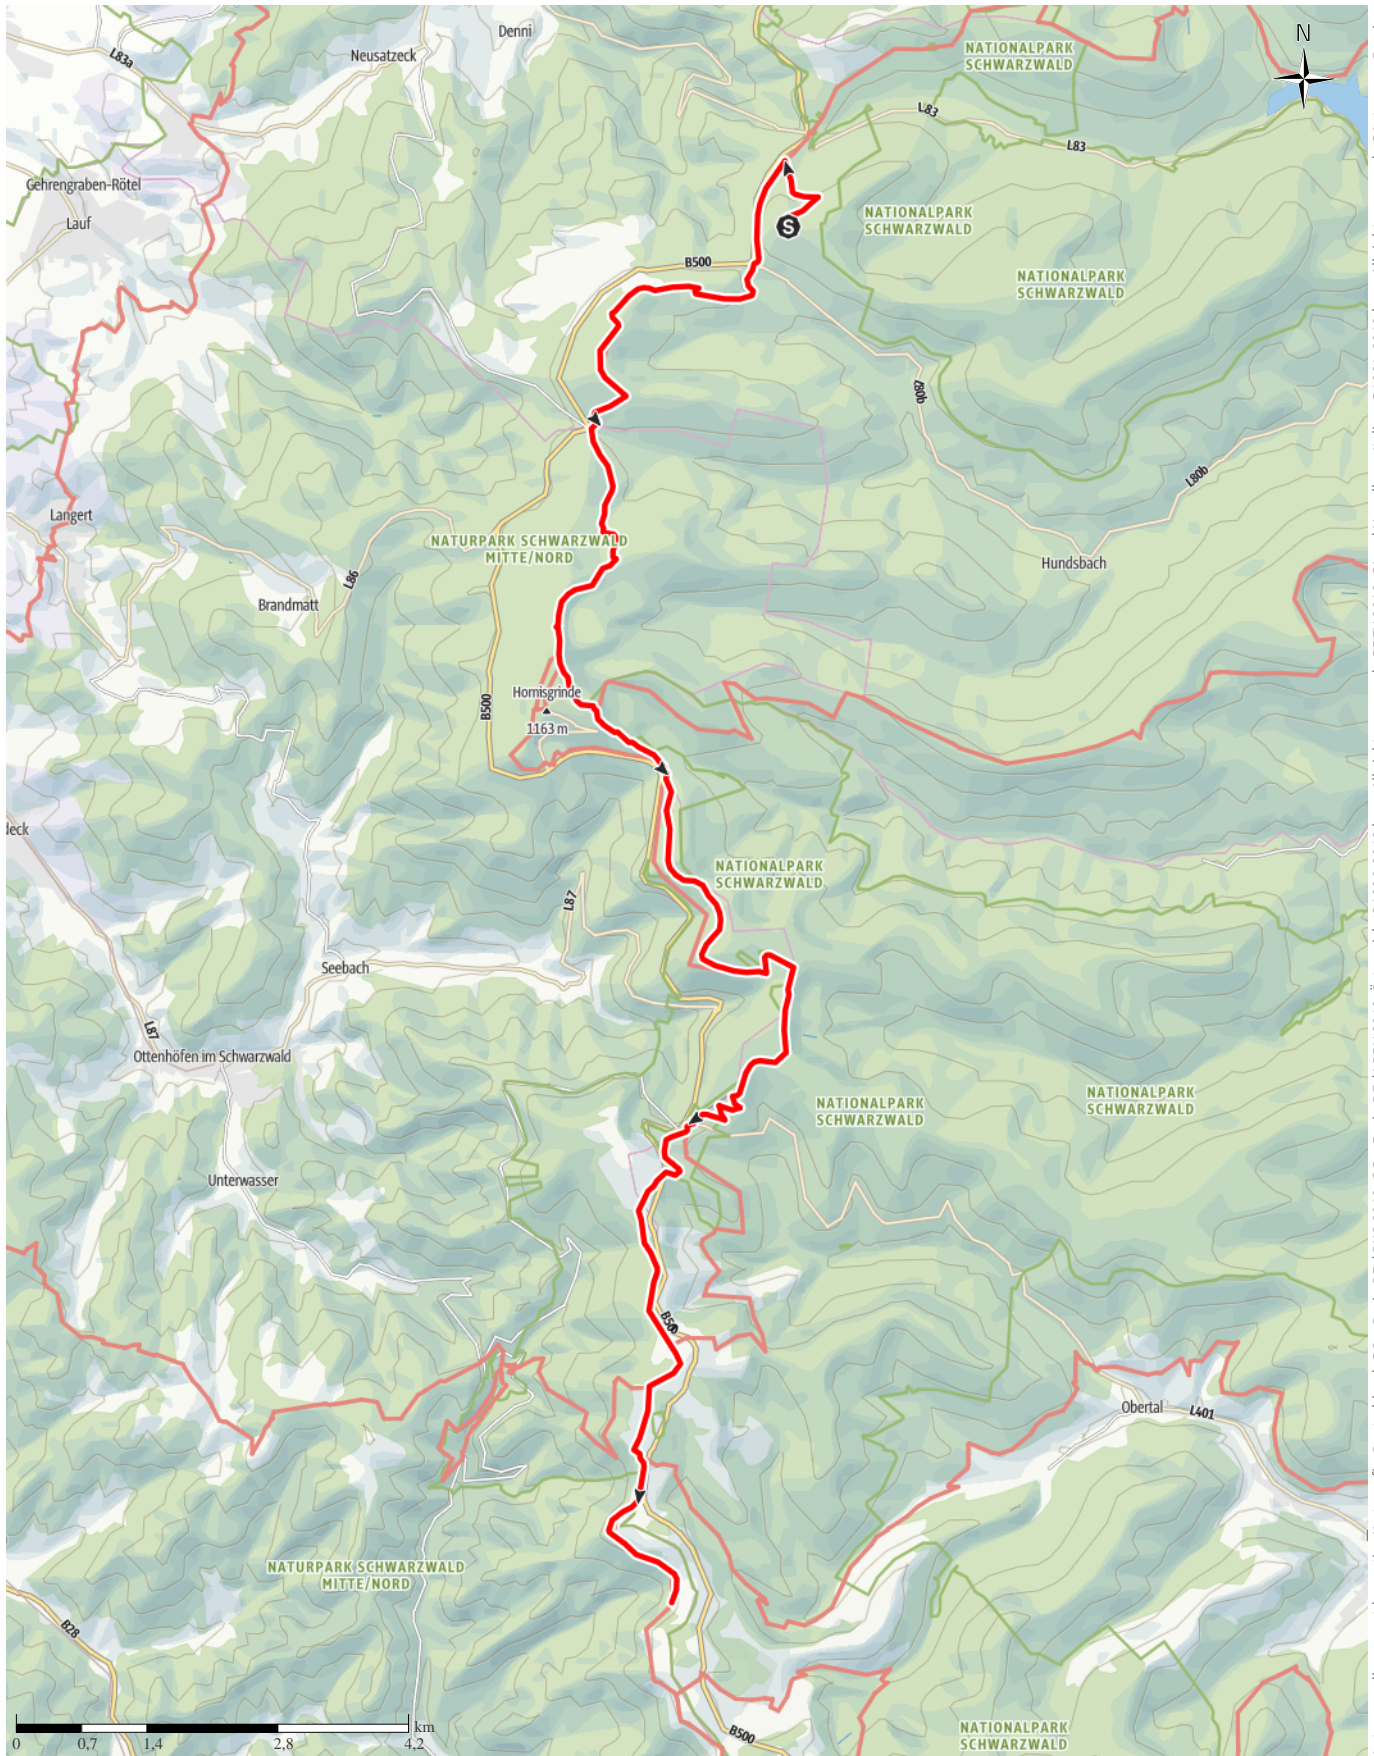 Denni
N
L83a
Neusatzeck
NATIONALPARK
SCHWARZWALD
L83
L83
Gehrengraben-Rötel
Lauf
NATIONALPARK
SCHWARZWALD
S
B500
NATIONALPARK
SCHWARZWALD
L80b
L80b
Langert
NATURPARK SCHWARZWALD
MITTE/NORD
Hundsbach
L86
Brandmatt
Hornisgrinde
1163 m
B500
deck
NATIONALPARK
SCHWARZWALD
L87
Seebach
L87
Ottenhöfen im Schwarzwald
NATIONALPARK
SCHWARZWALD
NATIONALPARK
SCHWARZWALD
Unterwasser
B500
Obertal
L401
NATURPARK SCHWARZWALD
MITTE/NORD
B28
B500
NATIONALPARK
SCHWARZWALD
km
0
0,7
1,4
2,8
4,2